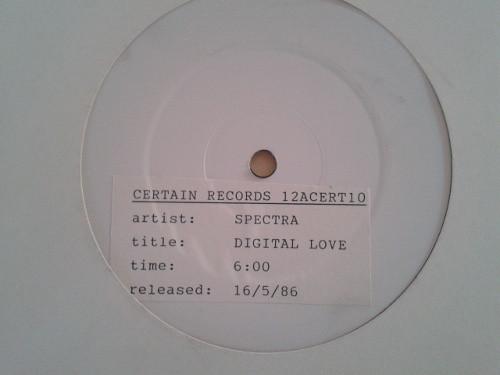 CERTAIN RECORDS 12ACERT10
artist: SPECTRA
title: DIGITAL LOVE
time: 6:00
released: 16/5/86